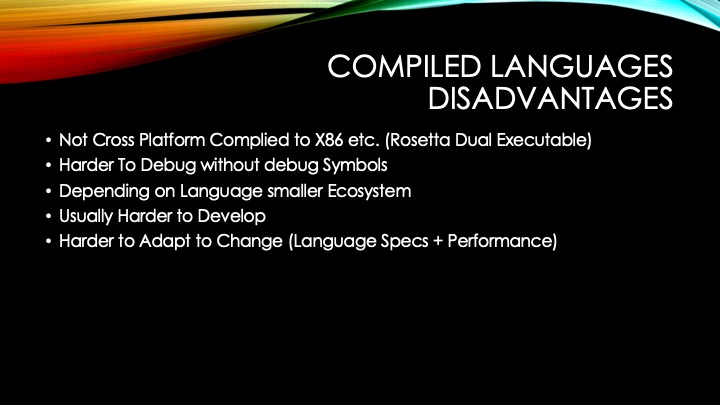 COMPILED LANGUAGES
DISADVANTAGES
• Not Cross Platform Complied to X86 etc. (Rosetta Dual Executable)
• Harder To Debug without debug Symbols
• Depending on Language smaller Ecosystem
• Usually Harder to Develop
• Harder to Adapt to Change (Language Specs + Performance)